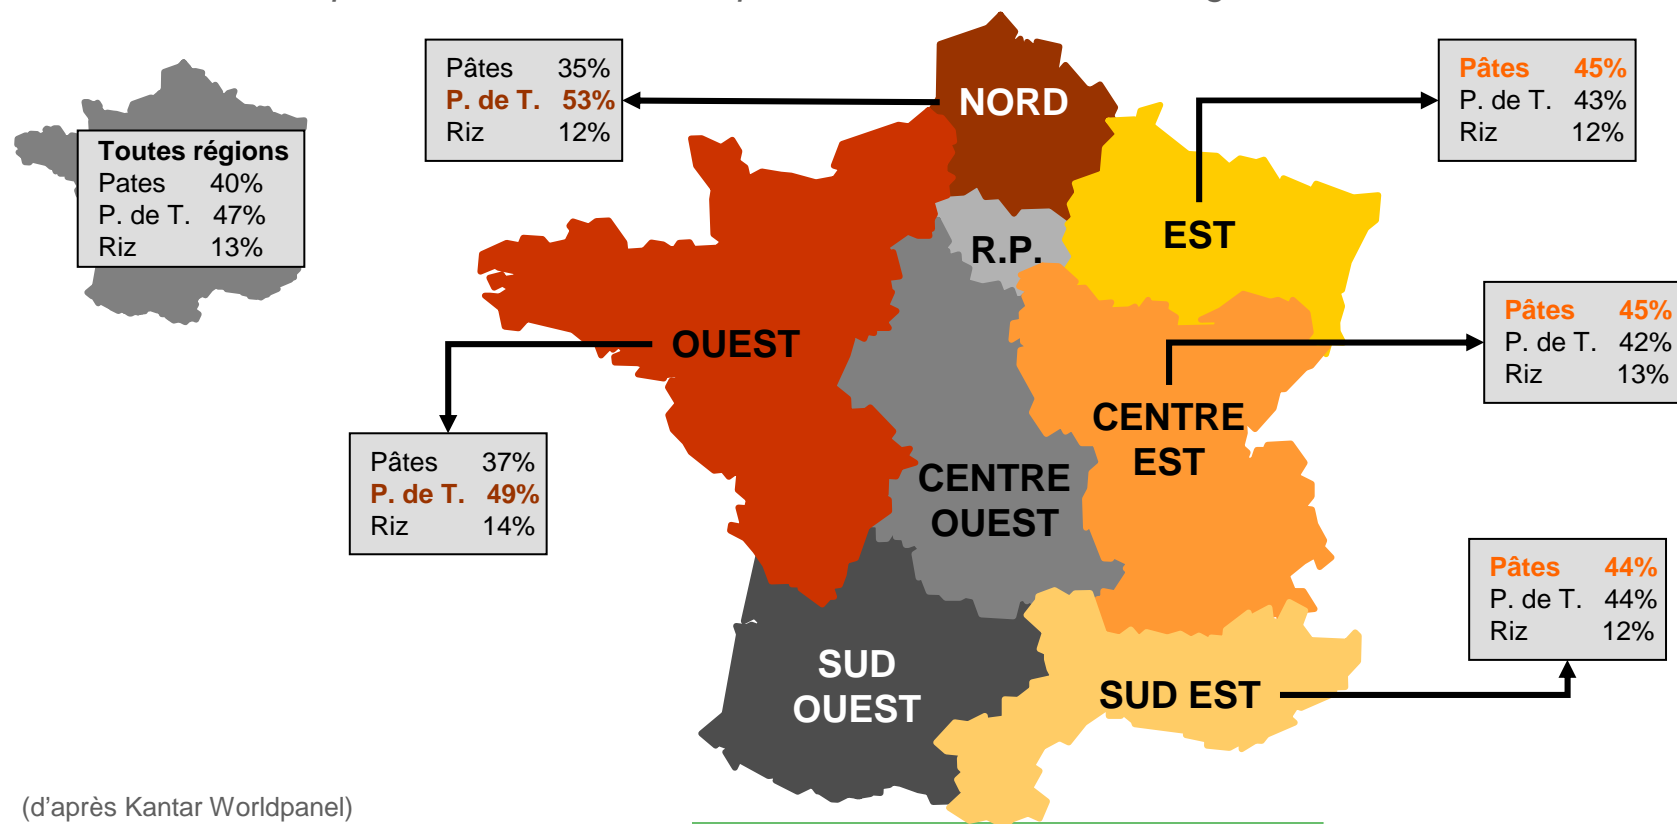 Toutes régions
Pates 40%
P. de T. 47%
Riz 13%
Pâtes 35%
P. de T. 53%
Riz 12%
NORD
Pâtes 45%
P. de T. 43%
Riz 12%
EST
R.P.
OUEST
Pâtes 45%
P. de T. 42%
Riz 13%
CENTRE
EST
Pâtes 37%
P. de T. 49%
Riz 14%
CENTRE
OUEST
Pâtes 44%
P. de T. 44%
Riz 12%
SUD
OUEST
SUD EST
(d'après Kantar Worldpanel)